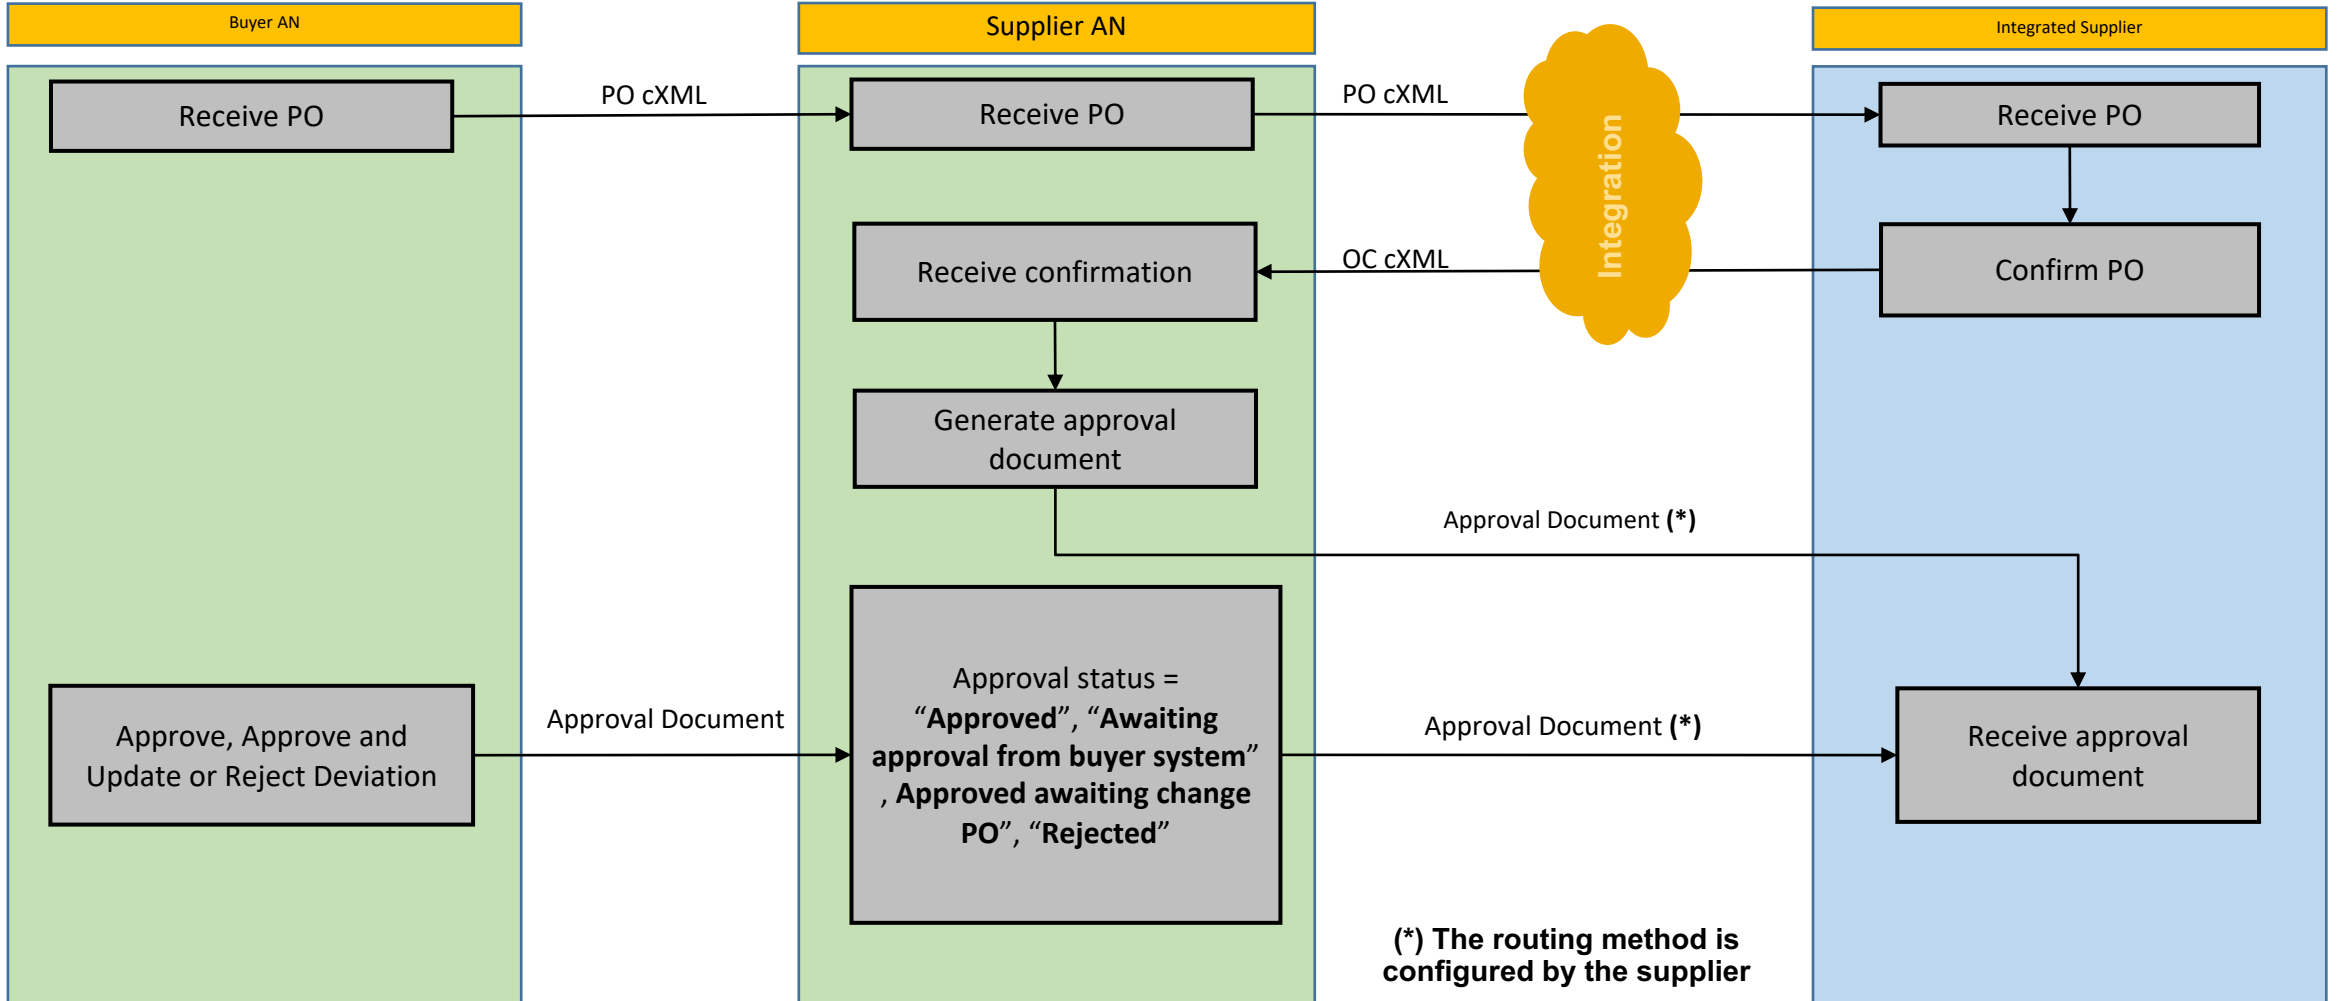 Buyer AN
Supplier AN
Integrated Supplier
Receive PO
PO cXML
Receive PO
PO cXML
Integration
Receive PO
Receive confirmation
OC cXML
Confirm PO
Generate approval
document
Approval Document (*)
Approve, Approve and
Update or Reject Deviation
Approval Document
Approval status =
“Approved”, “Awaiting
approval from buyer system”
, Approved awaiting change
PO”, “Rejected”
Approval Document (*)
Receive approval
document
(*) The routing method is
configured by the supplier